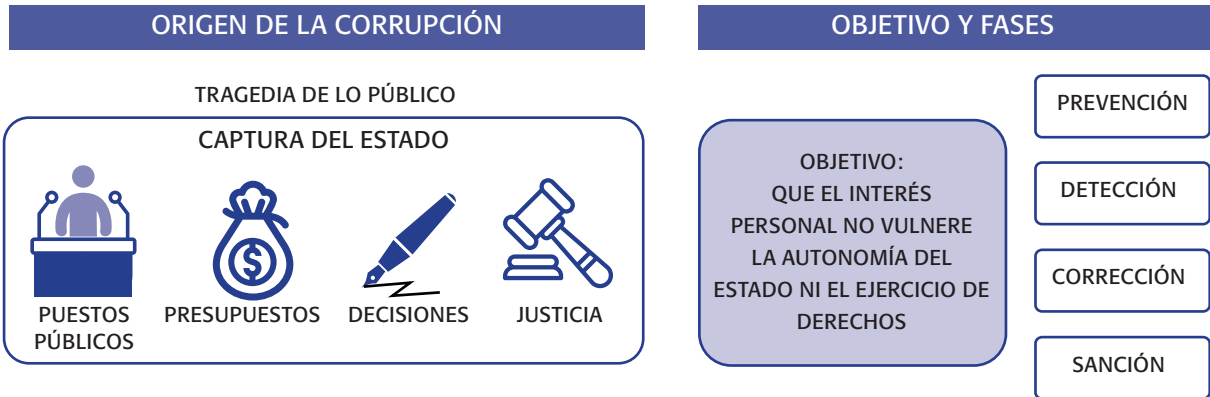 ORIGEN DE LA CORRUPCIÓN
TRAGEDIA DE LO PÚBLICO
CAPTURA DEL ESTADO
$
PUESTOS
PÚBLICOS
PRESUPUESTOS
DECISIONES
JUSTICIA
OBJETIVO Y FASES
OBJETIVO:
QUE EL INTERÉS
PERSONAL NO VULNERE
LA AUTONOMÍA DEL
ESTADO NI EL EJERCICIO DE
DERECHOS
PREVENCIÓN
DETECCIÓN
CORRECCIÓN
SANCIÓN